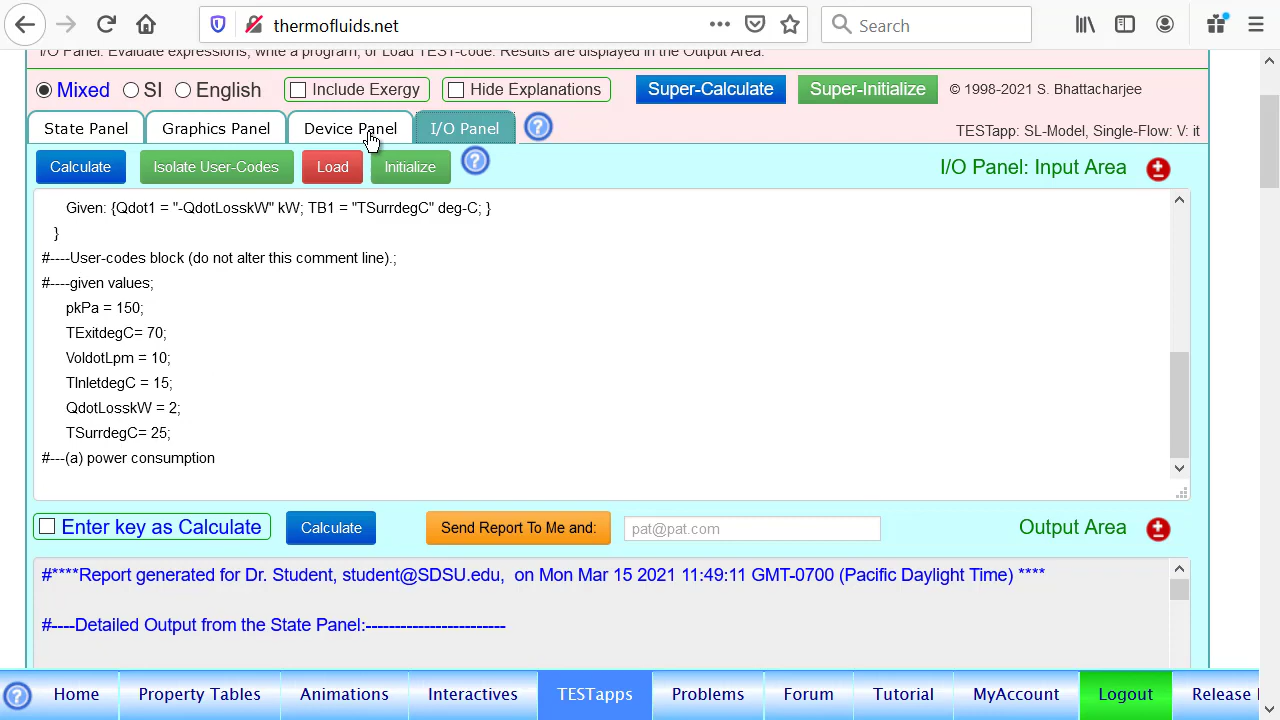 thermofluids.net
Search
I/O Panel: Evaluate expressions, write a program, or Load TEST-code. Results are displayed in the Output Area.
Mixed SI English Include Exergy Hide Explanations Super-Calculate Super-Initialize © 1998-2021 S. Bhattacharjee
State Panel Graphics Panel Device Panel I/O Panel ? TESTapp: SL-Model, Single-Flow: V: it
Calculate Isolate User-Codes Load Initialize ? I/O Panel: Input Area
Given: {Qdot1 = "-QdotLosskW" kW; TB1 = "TSurrdegC" deg-C; }
}
#----User-codes block (do not alter this comment line).;
#----given values;
pkPa = 150;
TExitdegC= 70;
VoldotLpm = 10;
TInletdegC = 15;
QdotLosskW = 2;
TSurrdegC= 25;
#---(a) power consumption
Enter key as Calculate Calculate Send Report To Me and: pat@pat.com Output Area
#****Report generated for Dr. Student, student@SDSU.edu, on Mon Mar 15 2021 11:49:11 GMT-0700 (Pacific Daylight Time) ****
#----Detailed Output from the State Panel:------------------------
? Home Property Tables Animations Interactives TESTapps Problems Forum Tutorial MyAccount Logout Release